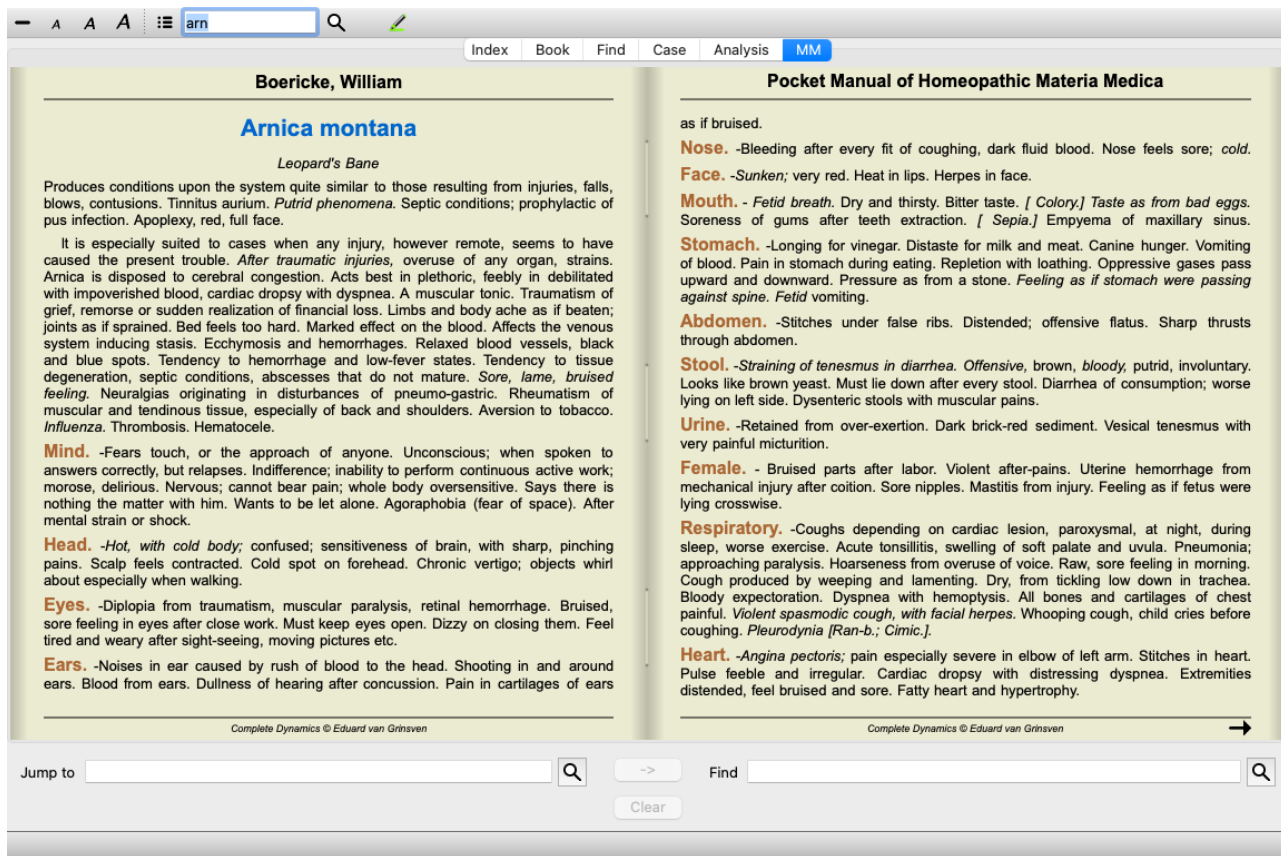 A A A arn
Index Book Find Case Analysis MM
Boericke, William
Arnica montana
Leopard's Bane
Produces conditions upon the system quite similar to those resulting from injuries, falls,
blows, contusions. Tinnitus aurium. Putrid phenomena. Septic conditions; prophylactic of
pus infection. Apoplexy, red, full face.
It is especially suited to cases when any injury, however remote, seems to have
caused the present trouble. After traumatic injuries, overuse of any organ, strains.
Arnica is disposed to cerebral congestion. Acts best in plethoric, feebly in debilitated
with impoverished blood, cardiac dropsy with dyspnea. A muscular tonic. Traumatism of
grief, remorse or sudden realization of financial loss. Limbs and body ache as if beaten;
joints as if sprained. Bed feels too hard. Marked effect on the blood. Affects the venous
system inducing stasis. Ecchymosis and hemorrhages. Relaxed blood vessels, black
and blue spots. Tendency to hemorrhage and low-fever states. Tendency to tissue
degeneration, septic conditions, abscesses that do not mature. Sore, lame, bruised
feeling. Neuralgias originating in disturbances of pneumo-gastric. Rheumatism of
muscular and tendinous tissue, especially of back and shoulders. Aversion to tobacco.
Influenza. Thrombosis. Hematocele.
Mind. -Fears touch, or the approach of anyone. Unconscious; when spoken to
answers correctly, but relapses. Indifference; inability to perform continuous active work;
morose, delirious. Nervous; cannot bear pain; whole body oversensitive. Says there is
nothing the matter with him. Wants to be let alone. Agoraphobia (fear of space). After
mental strain or shock.
Head. -Hot, with cold body; confused; sensitiveness of brain, with sharp, pinching
pains. Scalp feels contracted. Cold spot on forehead. Chronic vertigo; objects whirl
about especially when walking.
Eyes. -Diplopia from traumatism, muscular paralysis, retinal hemorrhage. Bruised,
sore feeling in eyes after close work. Must keep eyes open. Dizzy on closing them. Feel
tired and weary after sight-seeing, moving pictures etc.
Ears. -Noises in ear caused by rush of blood to the head. Shooting in and around
ears. Blood from ears. Dullness of hearing after concussion. Pain in cartilages of ears
Complete Dynamics © Eduard van Grinsven
Pocket Manual of Homeopathic Materia Medica
as if bruised.
Nose. -Bleeding after every fit of coughing, dark fluid blood. Nose feels sore; cold.
Face. -Sunken; very red. Heat in lips. Herpes in face.
Mouth. - Fetid breath. Dry and thirsty. Bitter taste. [ Colory.] Taste as from bad eggs.
Soreness of gums after teeth extraction. [ Sepia.] Empyema of maxillary sinus.
Stomach. -Longing for vinegar. Distaste for milk and meat. Canine hunger. Vomiting
of blood. Pain in stomach during eating. Repletion with loathing. Oppressive gases pass
upward and downward. Pressure as from a stone. Feeling as if stomach were passing
against spine. Fetid vomiting.
Abdomen. -Stitches under false ribs. Distended; offensive flatus. Sharp thrusts
through abdomen.
Stool. -Straining of tenesmus in diarrhea. Offensive, brown, bloody, putrid, involuntary.
Looks like brown yeast. Must lie down after every stool. Diarrhea of consumption; worse
lying on left side. Dysenteric stools with muscular pains.
Urine. -Retained from over-exertion. Dark brick-red sediment. Vesical tenesmus with
very painful micturition.
Female. - Bruised parts after labor. Violent after-pains. Uterine hemorrhage from
mechanical injury after coition. Sore nipples. Mastitis from injury. Feeling as if fetus were
lying crosswise.
Respiratory. -Coughs depending on cardiac lesion, paroxysmal, at night, during
sleep, worse exercise. Acute tonsillitis, swelling of soft palate and uvula. Pneumonia;
approaching paralysis. Hoarseness from overuse of voice. Raw, sore feeling in morning.
Cough produced by weeping and lamenting. Dry, from tickling low down in trachea.
Bloody expectoration. Dyspnea with hemoptysis. All bones and cartilages of chest
painful. Violent spasmodic cough, with facial herpes. Whooping cough, child cries before
coughing. Pleurodynia [Ran-b.; Cimic.].
Heart. -Angina pectoris; pain especially severe in elbow of left arm. Stitches in heart.
Pulse feeble and irregular. Cardiac dropsy with distressing dyspnea. Extremities
distended, feel bruised and sore. Fatty heart and hypertrophy.
Complete Dynamics © Eduard van Grinsven
Jump to -> Find
Clear